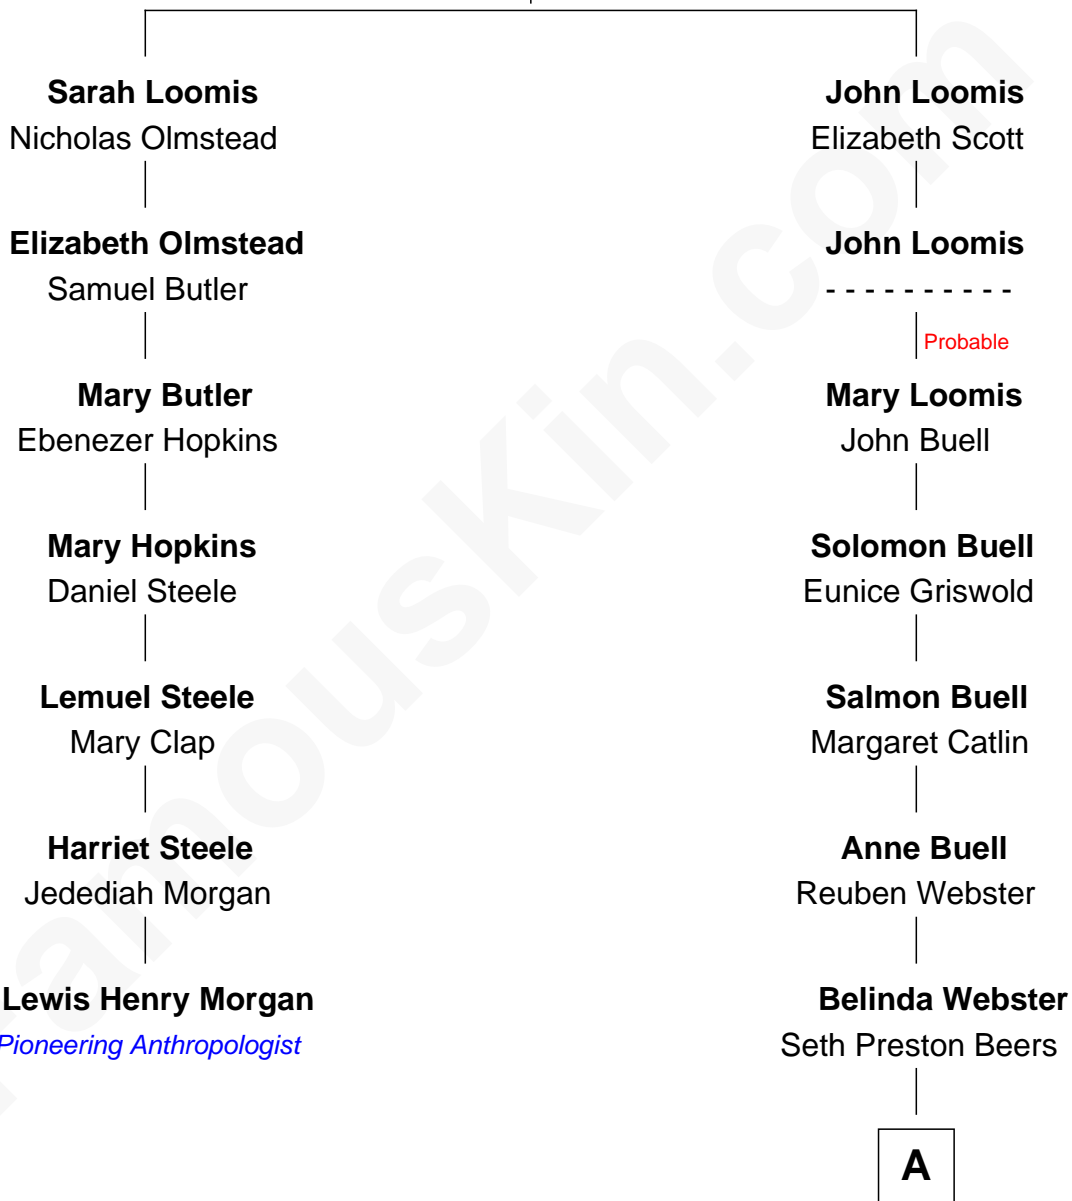 Sarah Loomis
Nicholas Olmstead
Elizabeth Olmstead
Samuel Butler
Mary Butler
Ebenezer Hopkins
Mary Hopkins
Daniel Steele
Lemuel Steele
Mary Clap
Harriet Steele
Jedediah Morgan
Lewis Henry Morgan
Pioneering Anthropologist
John Loomis
Elizabeth Scott
John Loomis
- - - - - - - - - -
Probable
Mary Loomis
John Buell
Solomon Buell
Eunice Griswold
Salmon Buell
Margaret Catlin
Anne Buell
Reuben Webster
Belinda Webster
Seth Preston Beers
A
FamousKin.com